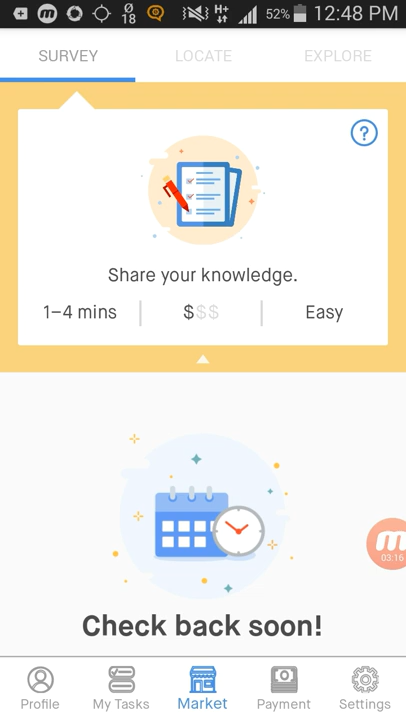 Ø
18
H+
52%
12:48 PM
SURVEY
LOCATE
EXPLORE
?
Share your knowledge.
1–4 mins
$$$
Easy
m
03:16
Check back soon!
Profile
My Tasks
Market
Payment
Settings